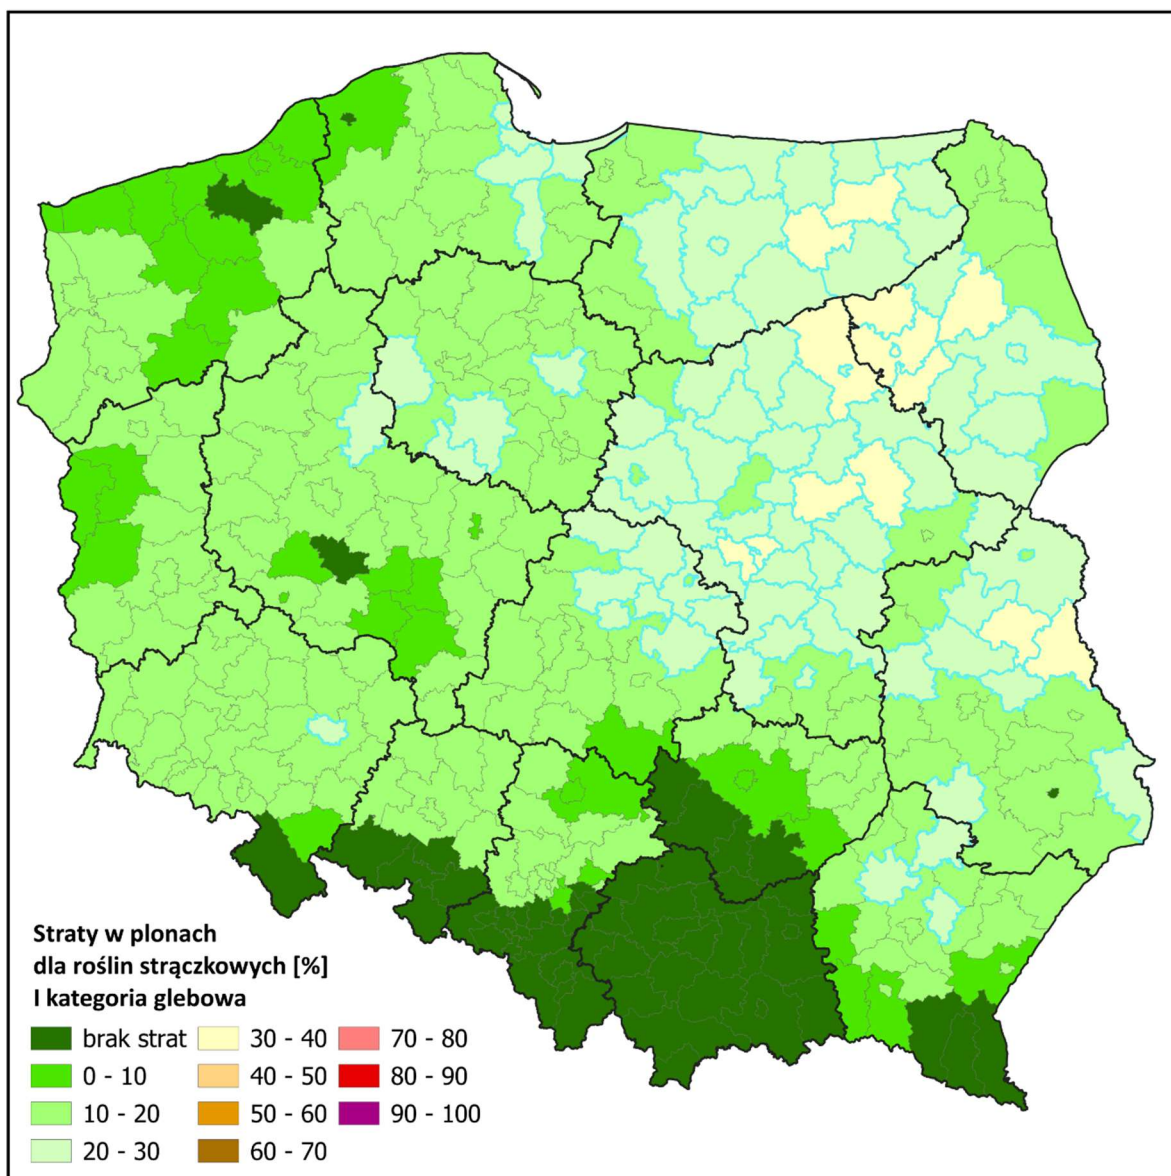 Straty w plonach
dla roślin strączkowych [%]
I kategoria glebowa
brak strat
0 - 10
10 - 20
20 - 30
30 - 40
40 - 50
50 - 60
60 - 70
70 - 80
80 - 90
90 - 100